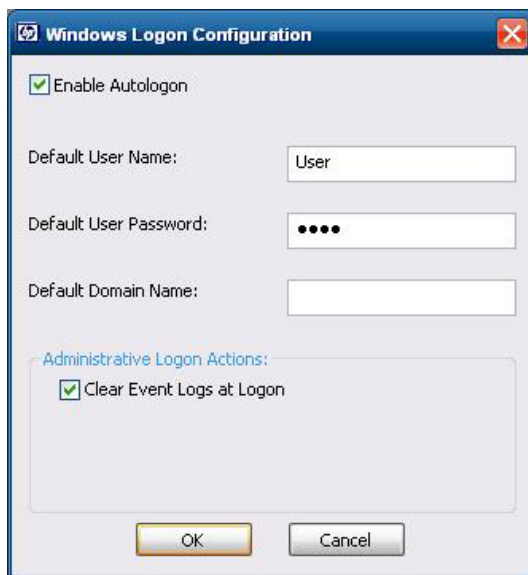 Windows Logon Configuration
Enable Autologon
Default User Name: User
Default User Password: ••••
Default Domain Name:
Administrative Logon Actions:
Clear Event Logs at Logon
OK Cancel